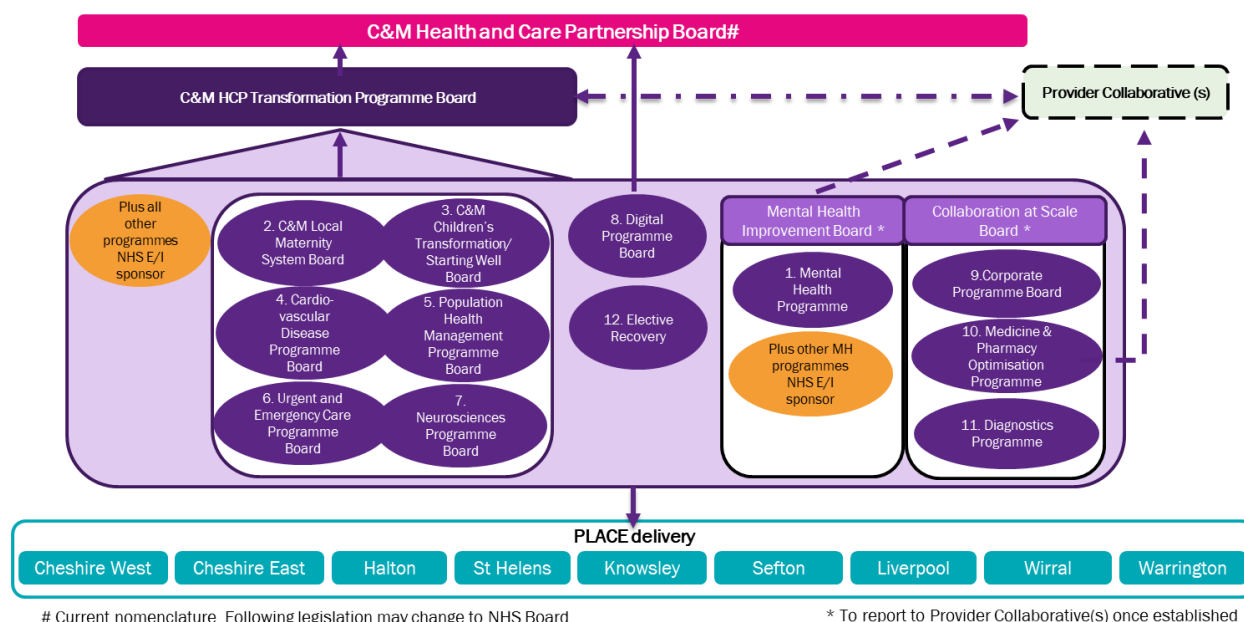 C&M Health and Care Partnership Board#
C&M HCP Transformation Programme Board
Provider Collaborative (s)
Plus all
other
programmes
NHS E/I
sponsor
2. C&M Local
Maternity
System Board
3. C&M
Children's
Transformation/
Starting Well
Board
4. Cardio-
vascular
Disease
Programme
Board
5. Population
Health
Management
Programme
Board
6. Urgent and
Emergency Care
Programme
Board
7.
Neurosciences
Programme
Board
8. Digital
Programme
Board
12. Elective
Recovery
Mental Health
Improvement Board *
1. Mental
Health
Programme
Plus other MH
programmes
NHS E/I
sponsor
Collaboration at Scale
Board *
9.Corporate
Programme Board
10. Medicine &
Pharmacy
Optimisation
Programme
11. Diagnostics
Programme
PLACE delivery
Cheshire West
Cheshire East
Halton
St Helens
Knowsley
Sefton
Liverpool
Wirral
Warrington
# Current nomenclature. Following legislation may change to NHS Board
* To report to Provider Collaborative(s) once established